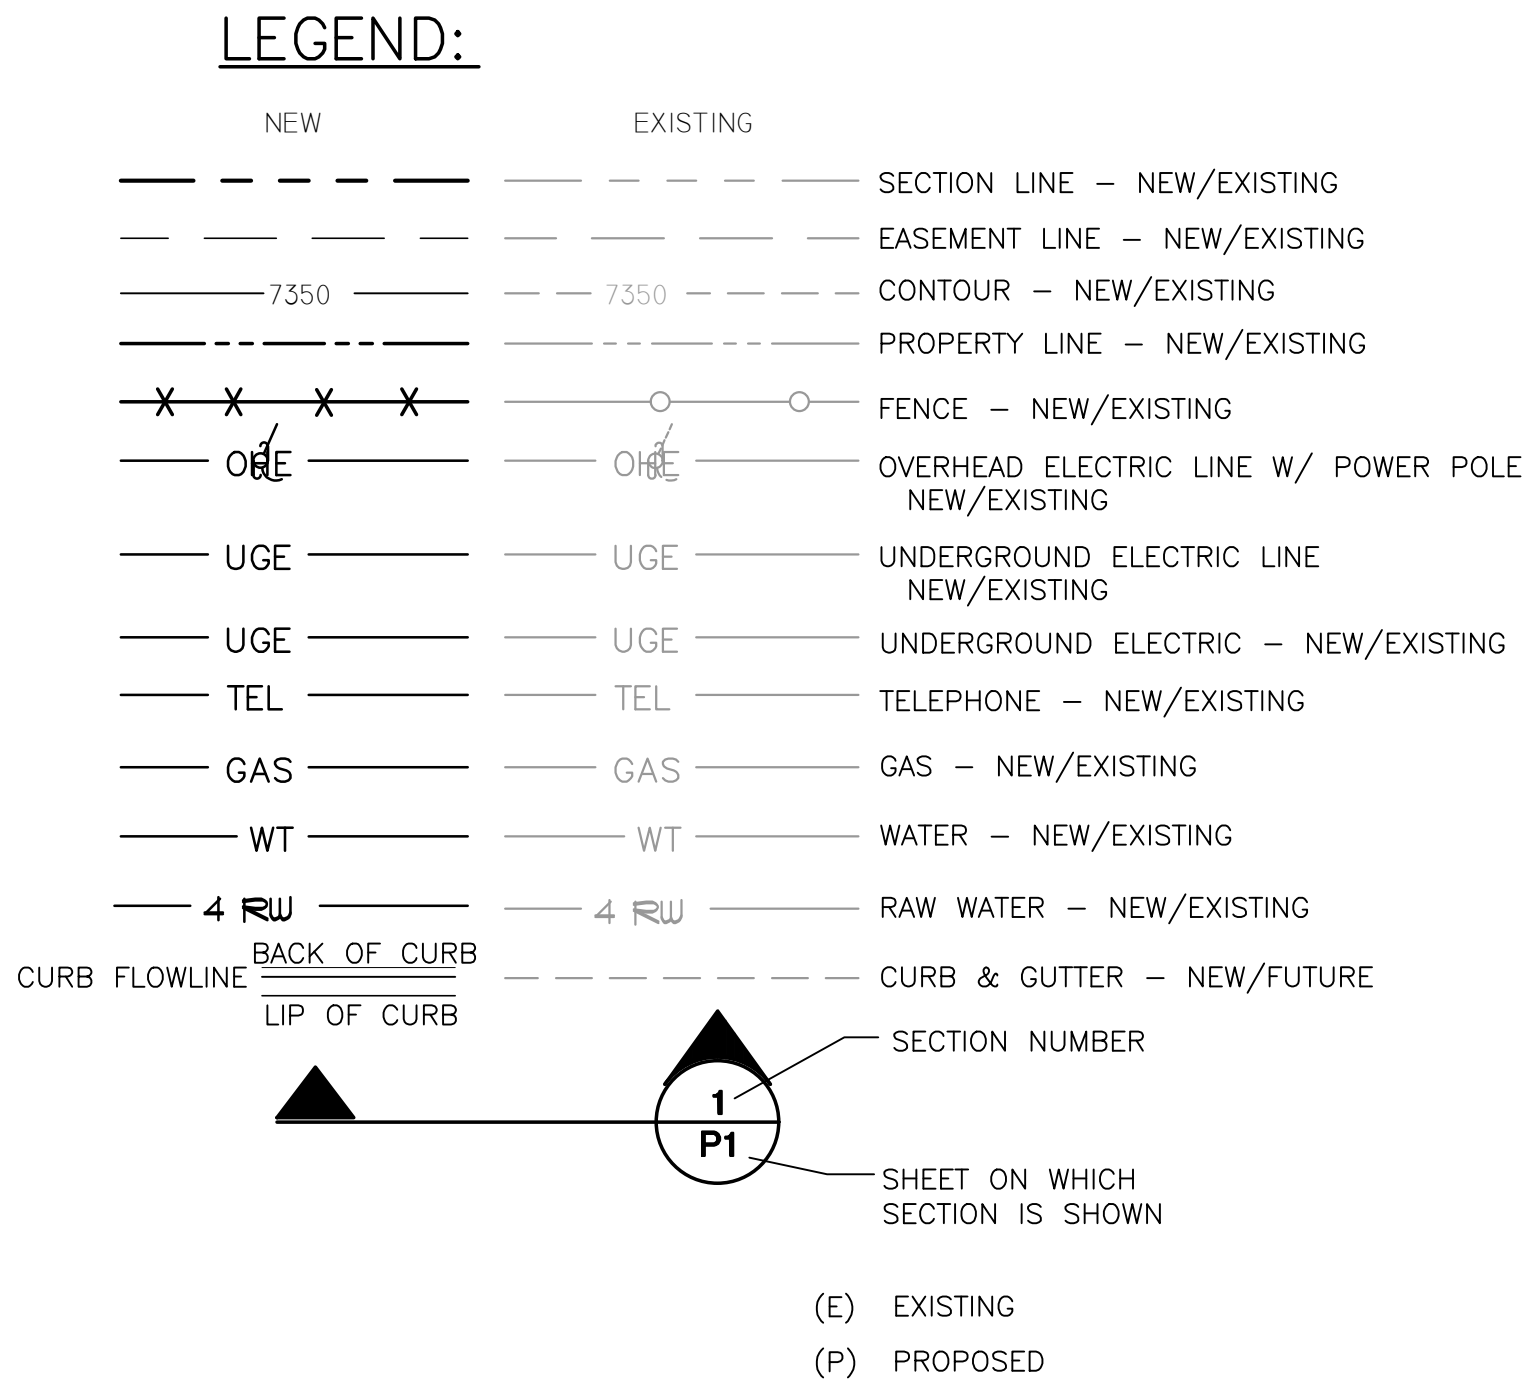 LEGEND:
NEW EXISTING
SECTION LINE – NEW/EXISTING
EASEMENT LINE – NEW/EXISTING
7350 7350 CONTOUR – NEW/EXISTING
PROPERTY LINE – NEW/EXISTING
X X X X FENCE – NEW/EXISTING
OHE OHE OVERHEAD ELECTRIC LINE W/ POWER POLE
NEW/EXISTING
UGE UGE UNDERGROUND ELECTRIC LINE
NEW/EXISTING
UGE UGE UNDERGROUND ELECTRIC – NEW/EXISTING
TEL TEL TELEPHONE – NEW/EXISTING
GAS GAS GAS – NEW/EXISTING
WT WT WATER – NEW/EXISTING
4 RW 4 RW RAW WATER – NEW/EXISTING
BACK OF CURB
CURB FLOWLINE CURB & GUTTER – NEW/FUTURE
LIP OF CURB
SECTION NUMBER
1
P1
SHEET ON WHICH
SECTION IS SHOWN
(E) EXISTING
(P) PROPOSED